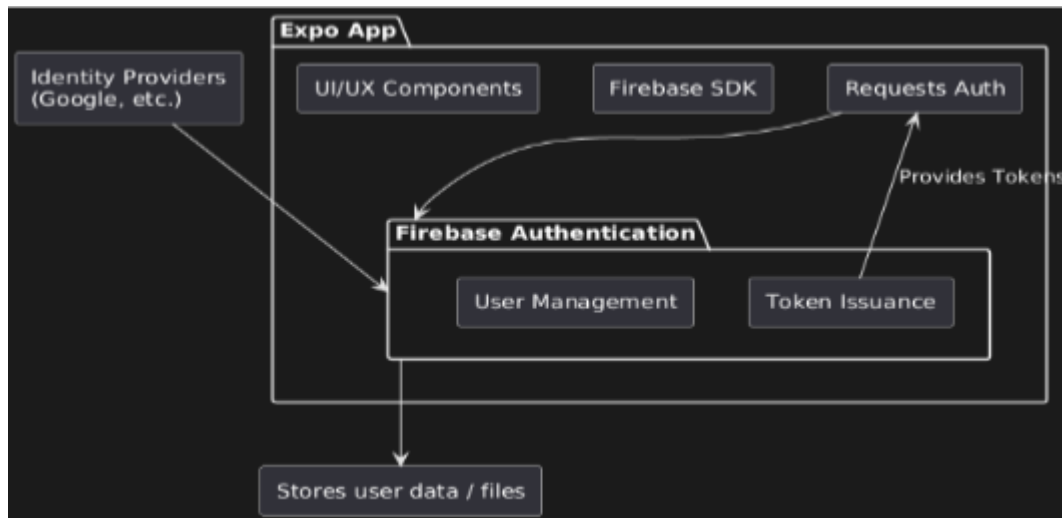 Expo App
Identity Providers
(Google, etc.)
UI/UX Components
Firebase SDK
Requests Auth
Provides Tokens
Firebase Authentication
User Management
Token Issuance
Stores user data / files